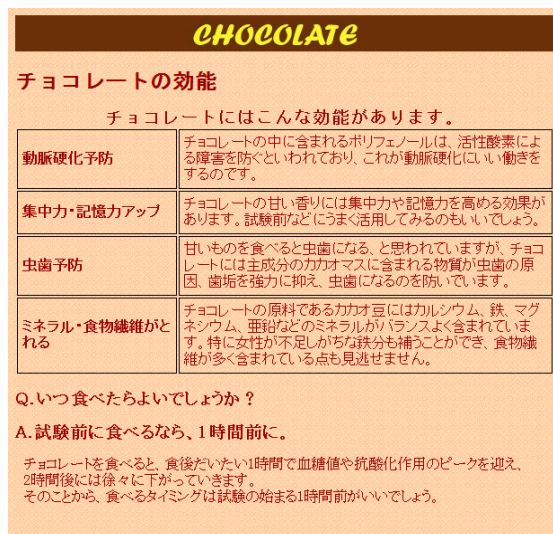 CHOCOLATE
チョコレートの効能
チョコレートにはこんな効能があります。
動脈硬化予防
チョコレートの中に含まれるポリフェノールは、活性酸素によ
る障害を防ぐといわれており、これが動脈硬化にいい働きを
するのです。
集中力・記憶力アップ
チョコレートの甘い香りには集中力や記憶力を高める効果が
あります。試験前などにうまく活用してみるのもいいでしょう。
虫歯予防
甘いものを食べると虫歯になる、と思われていますが、チョコ
レートには主成分のカカオマスに含まれる物質が虫歯の原
因、歯垢を強力に抑え、虫歯になるのを防いでいます。
ミネラル・食物繊維がと
れる
チョコレートの原料であるカカオ豆にはカルシウム、鉄、マグ
ネシウム、亜鉛などのミネラルがバランスよく含まれていま
す。特に女性が不足しがちな鉄分も補うことができ、食物繊
維が多く含まれている点も見逃せません。
Q.いつ食べたらよいでしょうか？
A.試験前に食べるなら、1時間前に。
チョコレートを食べると、食後だいたい1時間で血糖値や抗酸化作用のピークを迎え、
2時間後には徐々に下がっていきます。
そのことから、食べるタイミングは試験の始まる1時間前がいいでしょう。